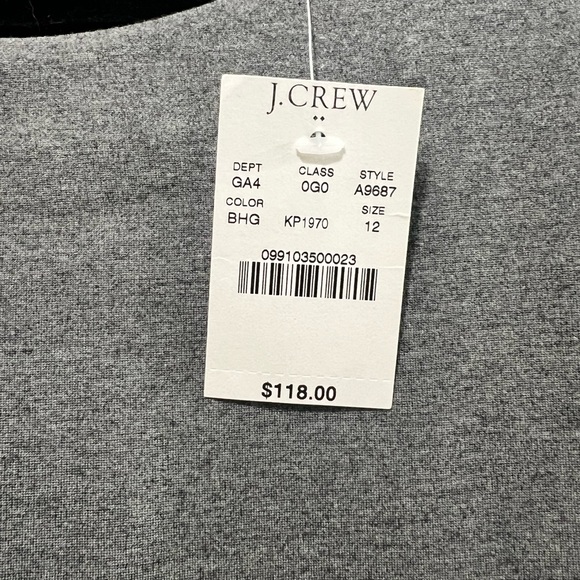 J.CREW
DEPT CLASS STYLE
GA4 0G0 A9687
COLOR SIZE
BHG KP1970 12
099103500023
$118.00